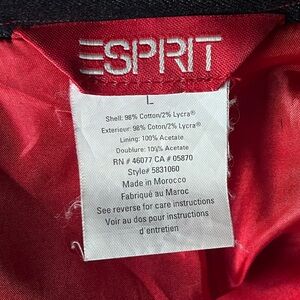 ESPRIT
L
Shell: 98% Cotton/2% Lycra®
Exterieur: 98% Coton/2% Lycra®
Lining: 100% Acetate
Doublure: 100% Acetate
RN # 46077 CA # 05870
Style# 5831060
Made in Morocco
Fabriqué au Maroc
See reverse for care instructions
Voir au dos pour instructions
d'entretien